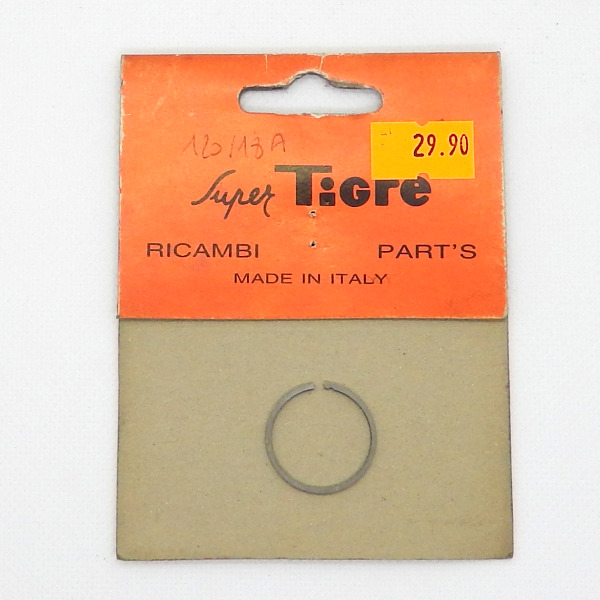 120/13A
29.90
Super Tigre
RICAMBI PART'S
MADE IN ITALY